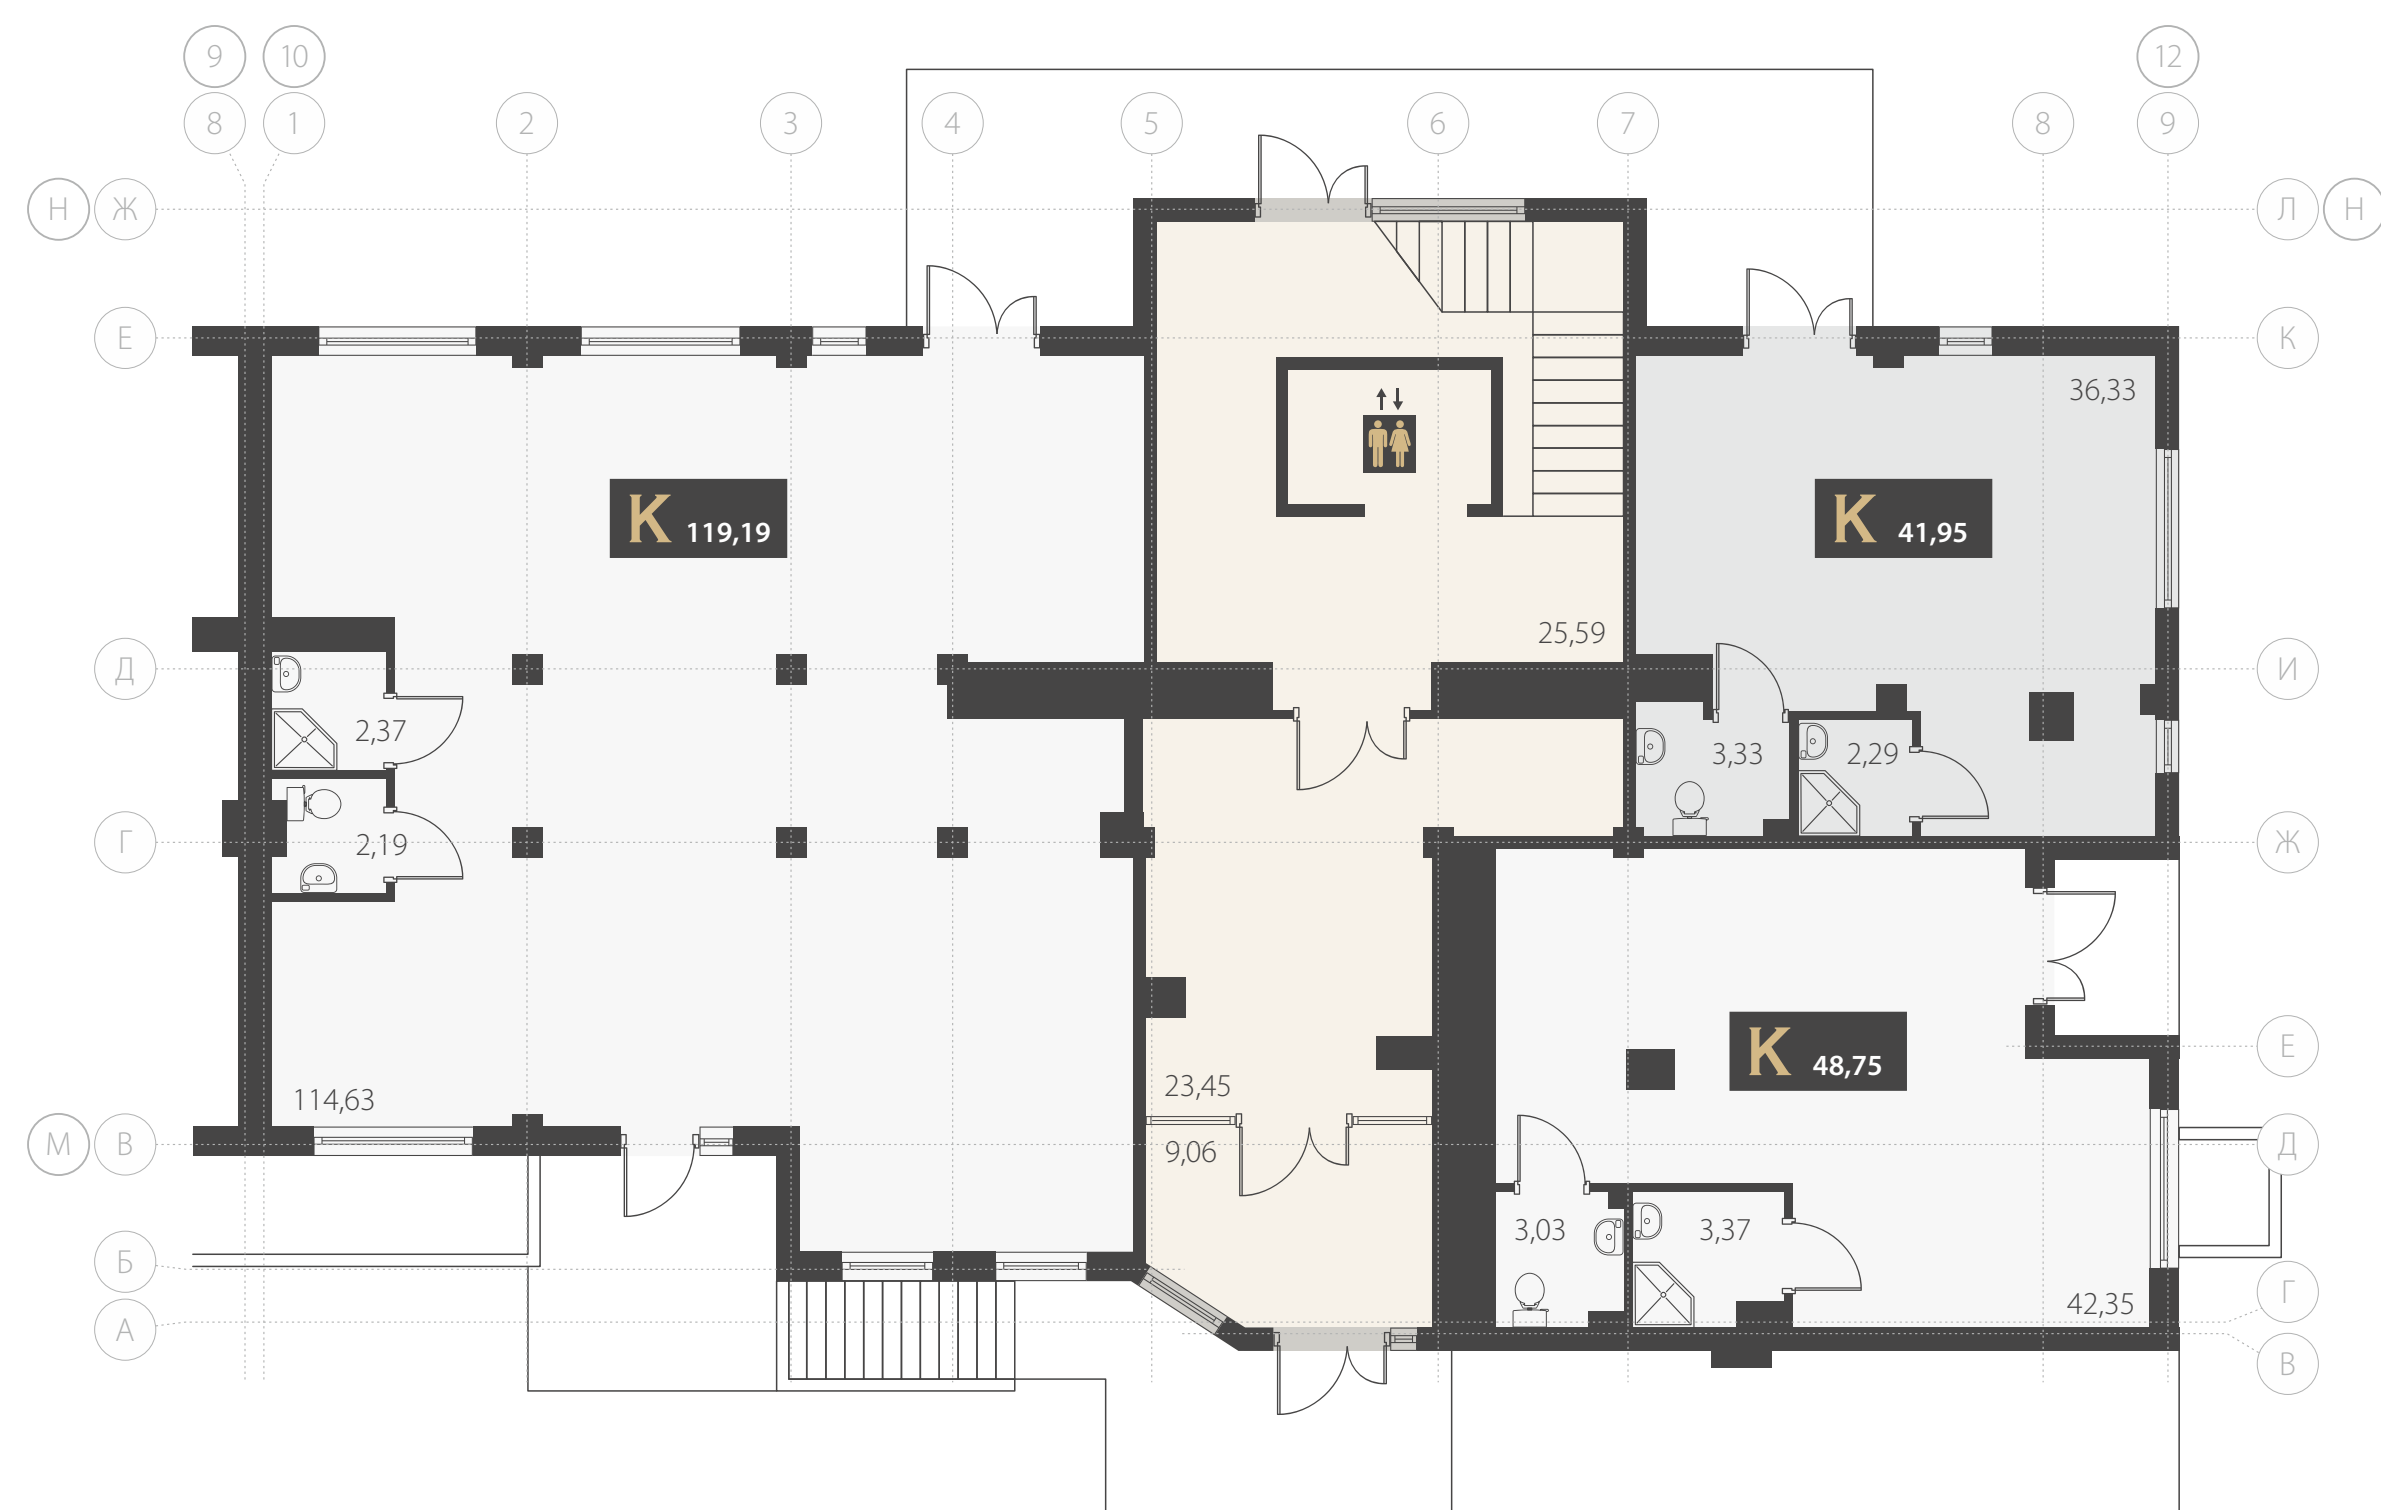 9 10 12
8 1 2 3 4 5 6 7 8 9
Н Ж Л Н
Е К
36,33
К 119,19
К 41,95
25,59
Д И
2,37
3,33
2,29
Г Ж
2,19
Е
К 48,75
23,45
114,63
М В Д
9,06
3,03
3,37
Б Г
42,35
А В